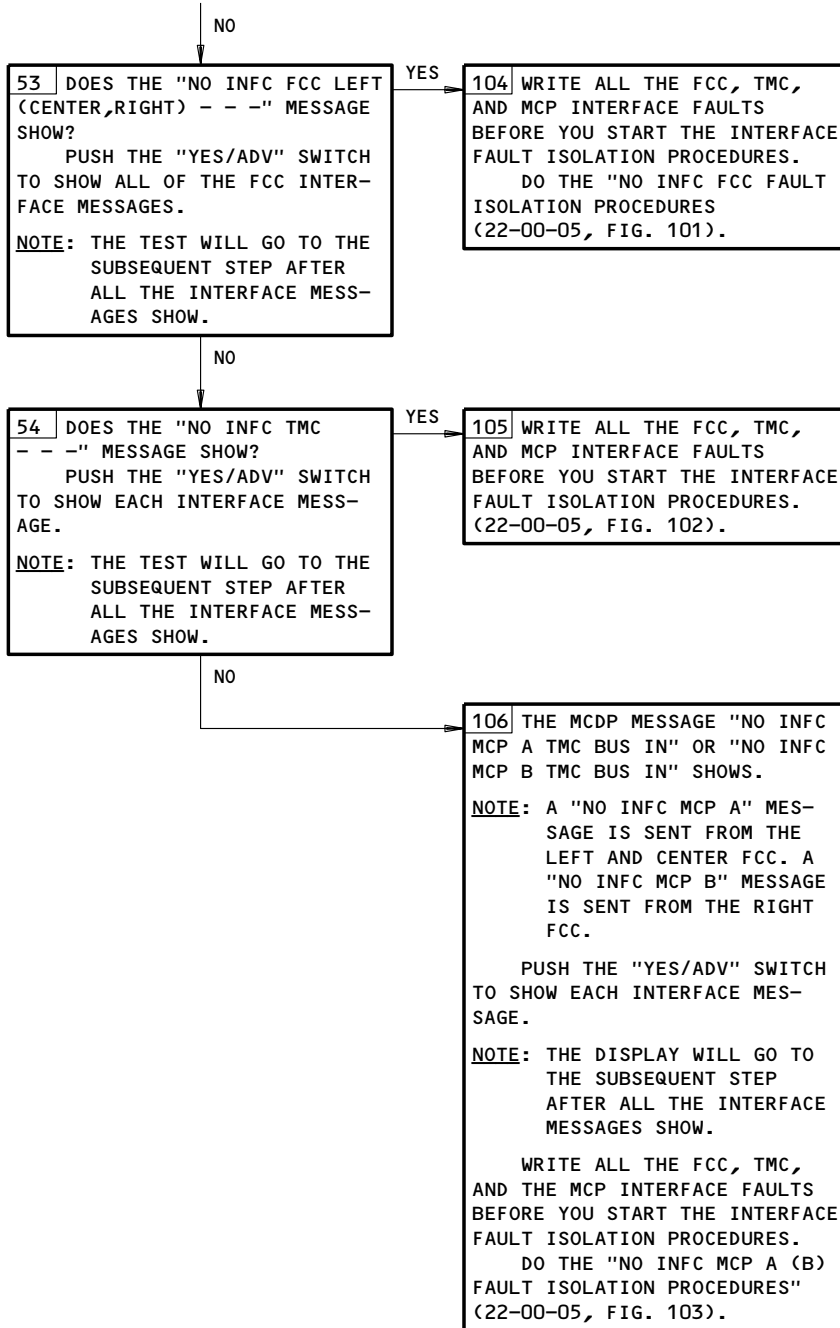 NO
53 DOES THE "NO INFC FCC LEFT
(CENTER,RIGHT) – – –" MESSAGE
SHOW?
PUSH THE "YES/ADV" SWITCH
TO SHOW ALL OF THE FCC INTER–
FACE MESSAGES.
NOTE: THE TEST WILL GO TO THE
SUBSEQUENT STEP AFTER
ALL THE INTERFACE MESS–
AGES SHOW.
YES
104 WRITE ALL THE FCC, TMC,
AND MCP INTERFACE FAULTS
BEFORE YOU START THE INTERFACE
FAULT ISOLATION PROCEDURES.
DO THE "NO INFC FCC FAULT
ISOLATION PROCEDURES
(22–00–05, FIG. 101).
NO
54 DOES THE "NO INFC TMC
– – –" MESSAGE SHOW?
PUSH THE "YES/ADV" SWITCH
TO SHOW EACH INTERFACE MESS–
AGE.
NOTE: THE TEST WILL GO TO THE
SUBSEQUENT STEP AFTER
ALL THE INTERFACE MESS–
AGES SHOW.
YES
105 WRITE ALL THE FCC, TMC,
AND MCP INTERFACE FAULTS
BEFORE YOU START THE INTERFACE
FAULT ISOLATION PROCEDURES.
(22–00–05, FIG. 102).
NO
106 THE MCDP MESSAGE "NO INFC
MCP A TMC BUS IN" OR "NO INFC
MCP B TMC BUS IN" SHOWS.
NOTE: A "NO INFC MCP A" MES–
SAGE IS SENT FROM THE
LEFT AND CENTER FCC. A
"NO INFC MCP B" MESSAGE
IS SENT FROM THE RIGHT
FCC.
PUSH THE "YES/ADV" SWITCH
TO SHOW EACH INTERFACE MES–
SAGE.
NOTE: THE DISPLAY WILL GO TO
THE SUBSEQUENT STEP
AFTER ALL THE INTERFACE
MESSAGES SHOW.
WRITE ALL THE FCC, TMC,
AND THE MCP INTERFACE FAULTS
BEFORE YOU START THE INTERFACE
FAULT ISOLATION PROCEDURES.
DO THE "NO INFC MCP A (B)
FAULT ISOLATION PROCEDURES"
(22–00–05, FIG. 103).